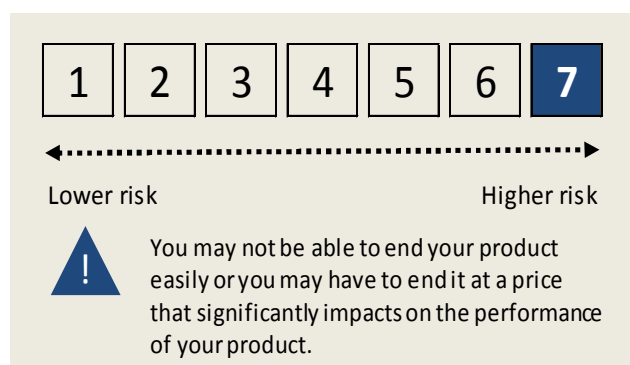 1 2 3 4 5 6 7
Lower risk Higher risk
!
You may not be able to end your product
easily or you may have to end it at a price
that significantly impacts on the performance
of your product.